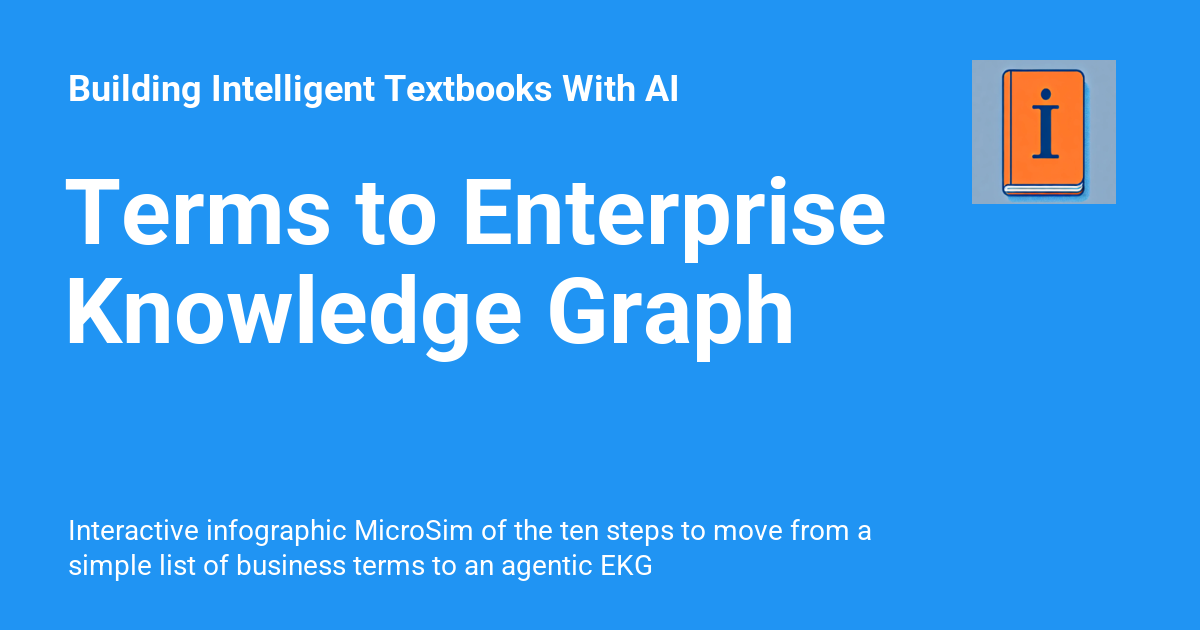 Building Intelligent Textbooks With AI
i
Terms to Enterprise
Knowledge Graph
Interactive infographic MicroSim of the ten steps to move from a
simple list of business terms to an agentic EKG